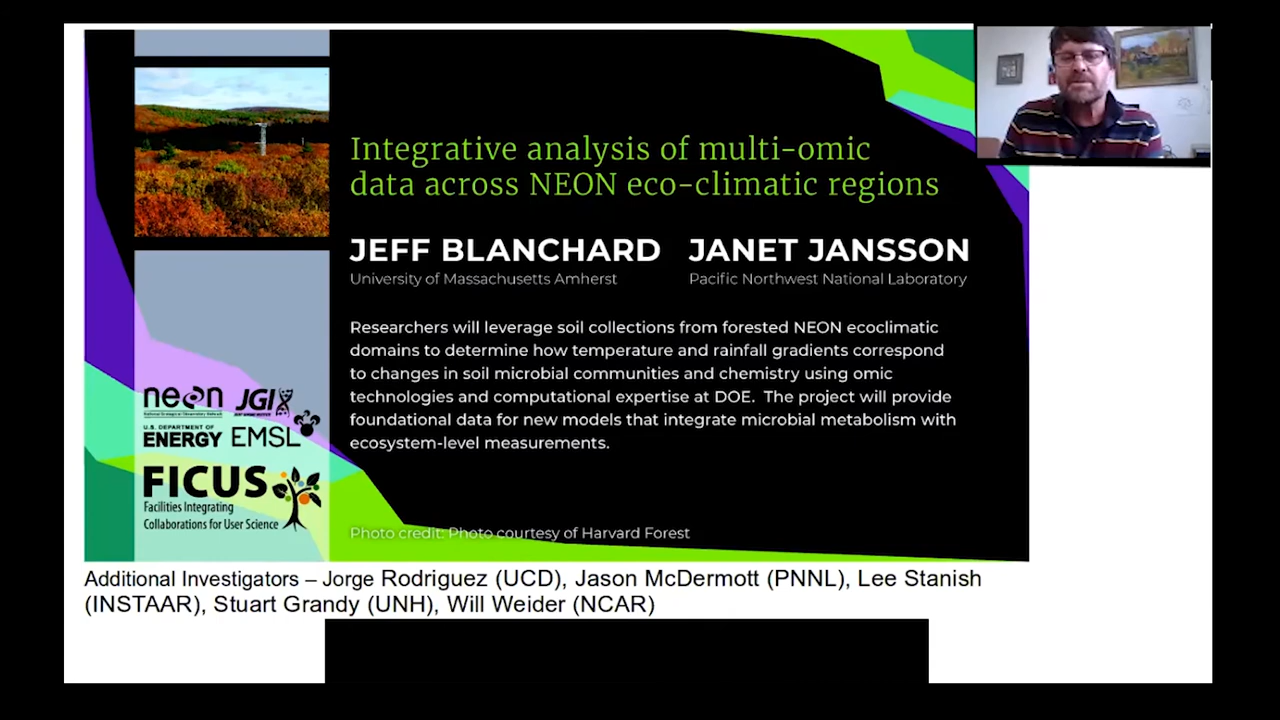 Integrative analysis of multi-omic
data across NEON eco-climatic regions
JEFF BLANCHARD
University of Massachusetts Amherst
JANET JANSSON
Pacific Northwest National Laboratory
Researchers will leverage soil collections from forested NEON ecoclimatic
domains to determine how temperature and rainfall gradients correspond
to changes in soil microbial communities and chemistry using omic
technologies and computational expertise at DOE. The project will provide
foundational data for new models that integrate microbial metabolism with
ecosystem-level measurements.
neon
JGI
U.S. DEPARTMENT OF
ENERGY
EMSL
FICUS
Facilities Integrating
Collaborations for User Science
Photo credit: Photo courtesy of Harvard Forest
Additional Investigators – Jorge Rodriguez (UCD), Jason McDermott (PNNL), Lee Stanish
(INSTAAR), Stuart Grandy (UNH), Will Weider (NCAR)